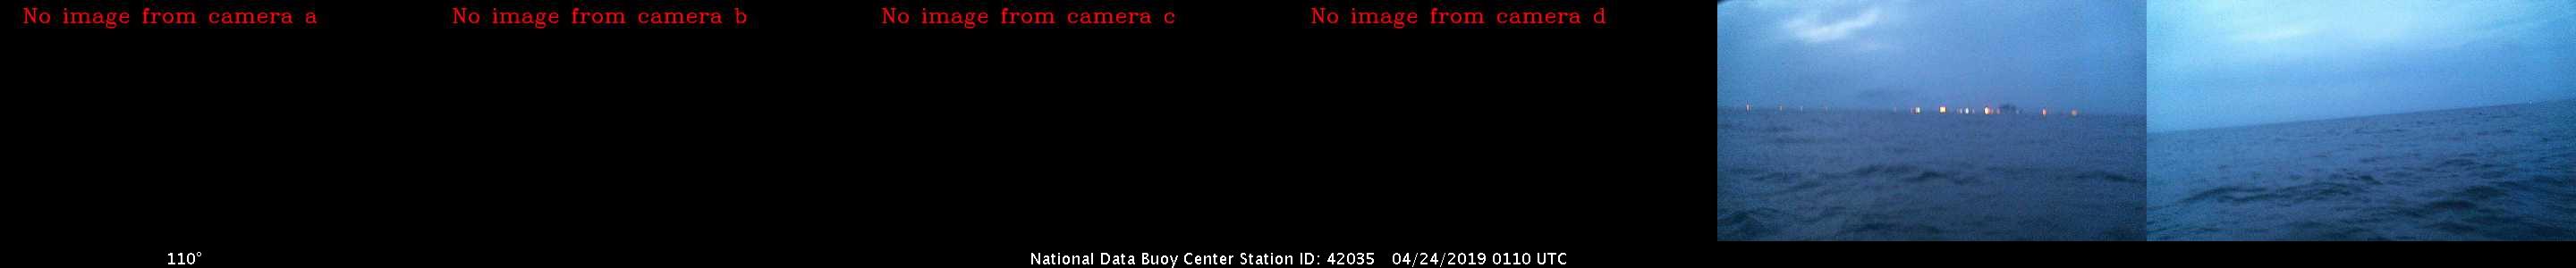 No image from camera a
No image from camera b
No image from camera c
No image from camera d
110°
National Data Buoy Center Station ID: 42035 04/24/2019 0110 UTC